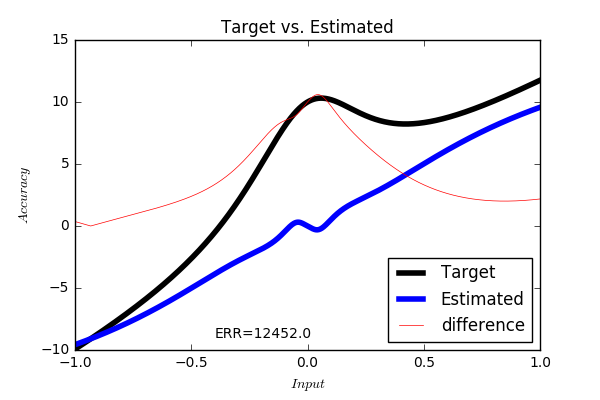 Target vs. Estimated
15
10
5
0
−5
−10
Accuracy
ERR=12452.0
Target
Estimated
difference
−1.0
−0.5
0.0
0.5
1.0
Input